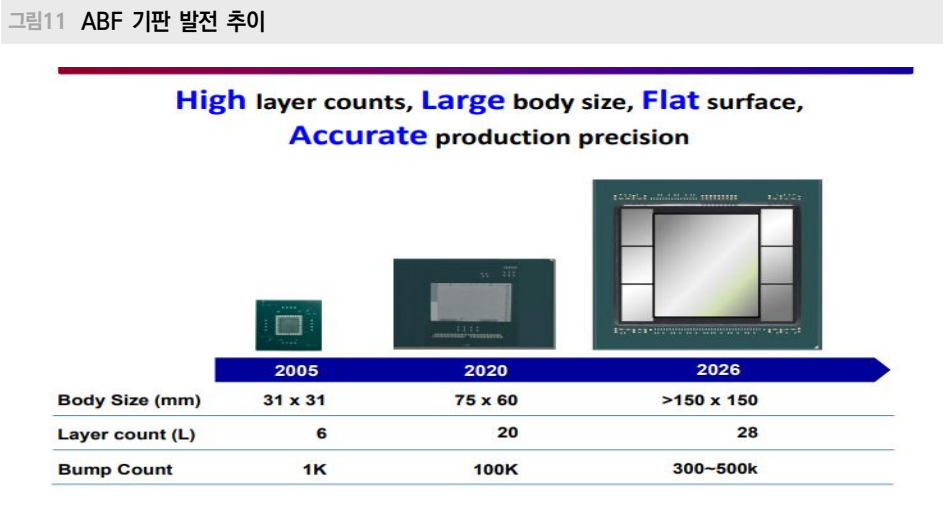 그림11 ABF 기판 발전 추이
High layer counts, Large body size, Flat surface,
Accurate production precision
2005 2020 2026
Body Size (mm) 31 x 31 75 x 60 >150 x 150
Layer count (L) 6 20 28
Bump Count 1K 100K 300~500k